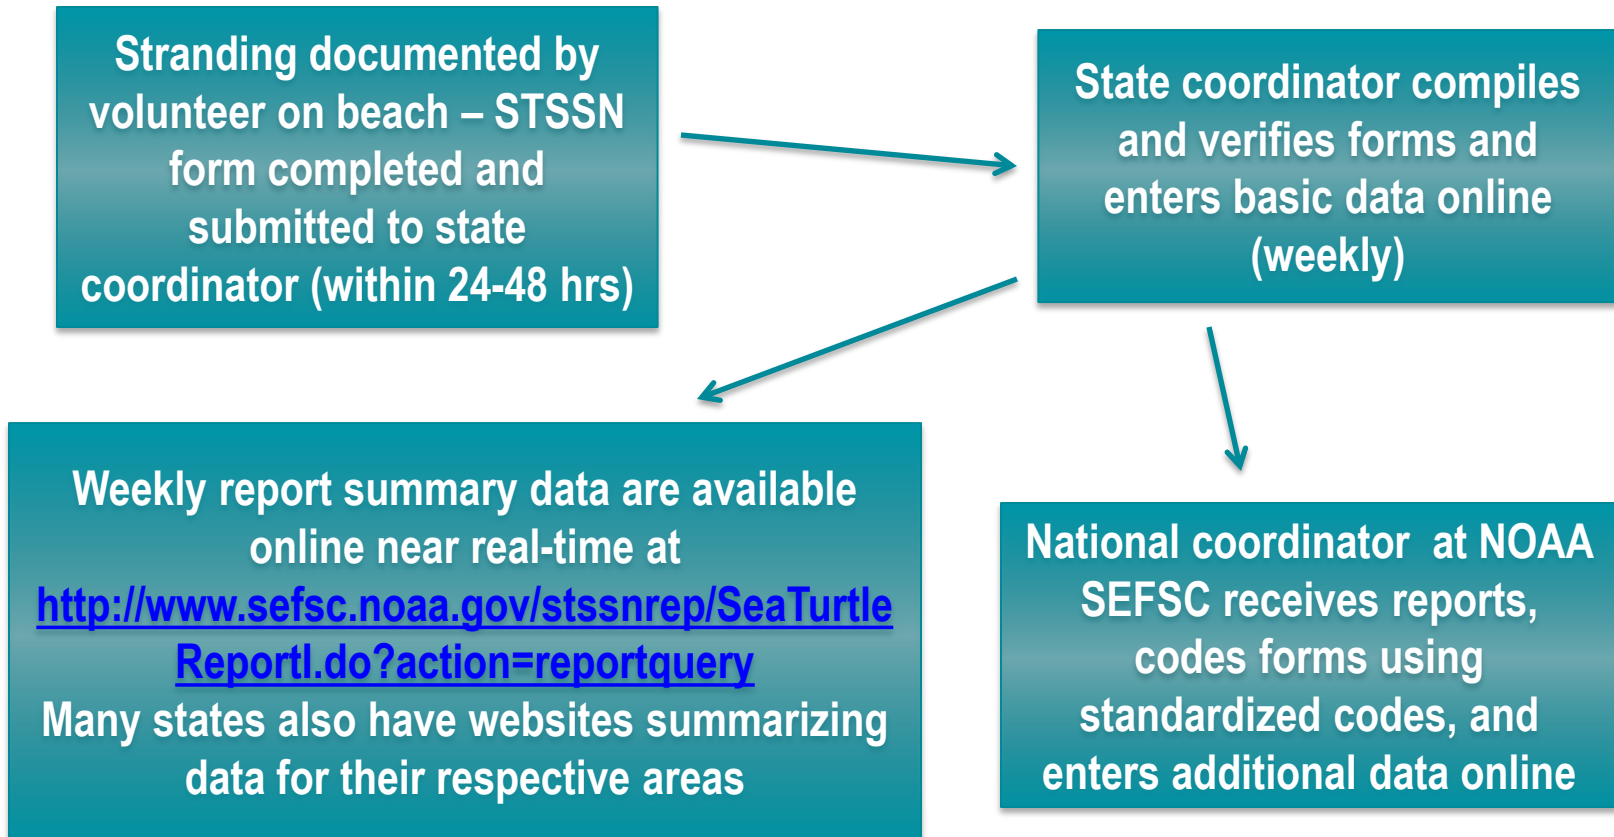 Stranding documented by
volunteer on beach – STSSN
form completed and
submitted to state
coordinator (within 24-48 hrs)
State coordinator compiles
and verifies forms and
enters basic data online
(weekly)
Weekly report summary data are available
online near real-time at
http://www.sefsc.noaa.gov/stssnrep/SeaTurtle
ReportI.do?action=reportquery
Many states also have websites summarizing
data for their respective areas
National coordinator  at NOAA
SEFSC receives reports,
codes forms using
standardized codes, and
enters additional data online